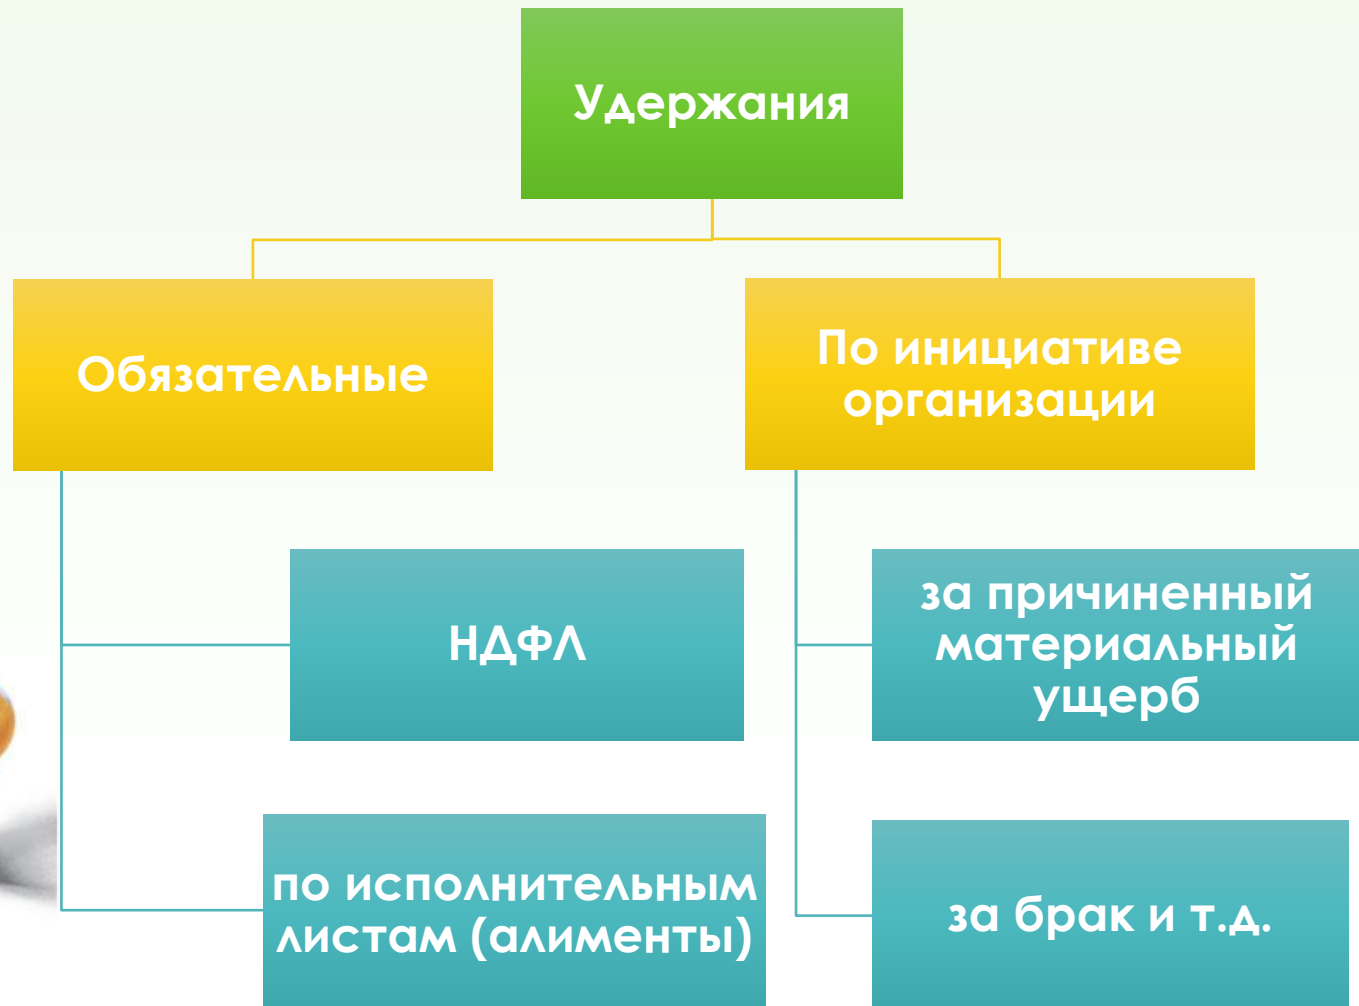 Удержания
Обязательные
По инициативе
организации
НДФЛ
за причиненный
материальный
ущерб
по исполнительным
листам (алименты)
за брак и т.д.